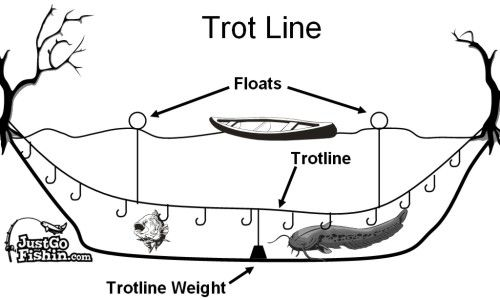 Trot Line
Floats
Trotline
JustGo
Fishin.com
Trotline Weight